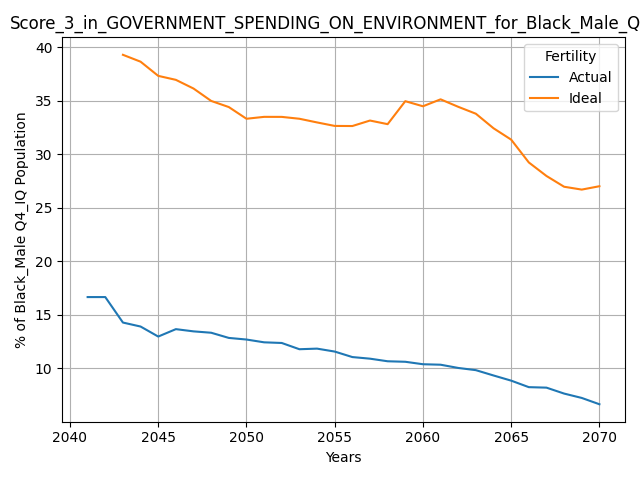 Score_3_in_GOVERNMENT_SPENDING_ON_ENVIRONMENT_for_Black_Male_Q
Fertility
Actual
Ideal
% of Black_Male Q4_IQ Population
40
35
30
25
20
15
10
2040
2045
2050
2055
2060
2065
2070
Years